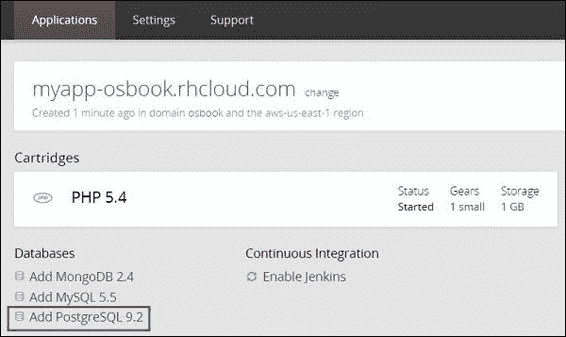 Applications Settings Support
myapp-osbook.rhcloud.com change
Created 1 minute ago in domain osbook and the aws-us-east-1 region
Cartridges
php PHP 5.4
Status Gears Storage
Started 1 small 1 GB
Databases Continuous Integration
Add MongoDB 2.4 Enable Jenkins
Add MySQL 5.5
Add PostgreSQL 9.2